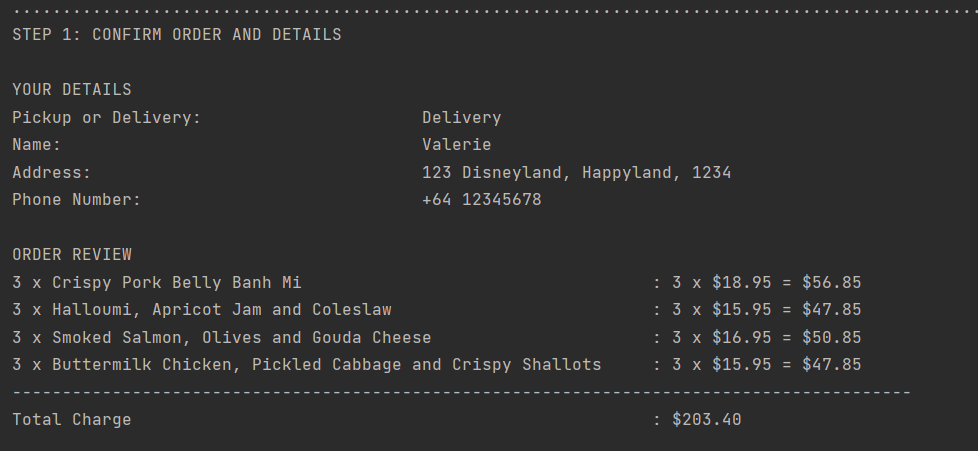 STEP 1: CONFIRM ORDER AND DETAILS
YOUR DETAILS
Pickup or Delivery: Delivery
Name: Valerie
Address: 123 Disneyland, Happyland, 1234
Phone Number: +64 12345678
ORDER REVIEW
3 x Crispy Pork Belly Banh Mi : 3 x $18.95 = $56.85
3 x Halloumi, Apricot Jam and Coleslaw : 3 x $15.95 = $47.85
3 x Smoked Salmon, Olives and Gouda Cheese : 3 x $16.95 = $50.85
3 x Buttermilk Chicken, Pickled Cabbage and Crispy Shallots : 3 x $15.95 = $47.85
------------------------------------------------------------------------------------------
Total Charge : $203.40